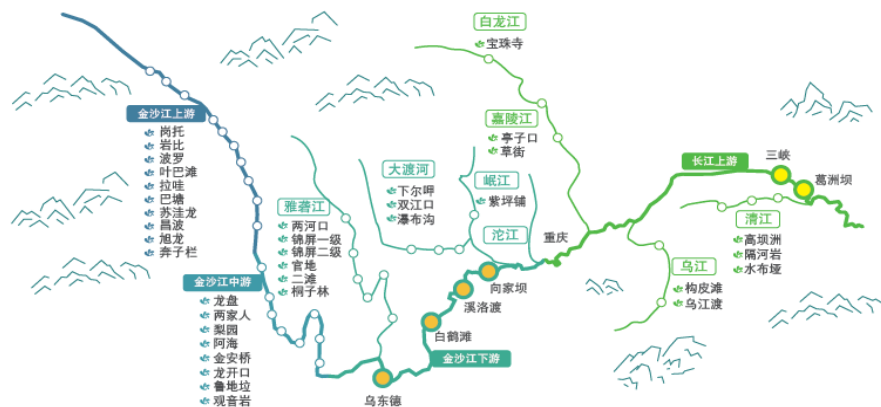 白龙江
宝珠寺
金沙江上游
岗托
岩比
波罗
叶巴滩
拉哇
巴塘
苏洼龙
昌波
旭龙
奔子栏
嘉陵江
亭子口
草街
大渡河
下尔呷
双江口
瀑布沟
岷江
紫坪铺
长江上游
三峡
葛洲坝
雅砻江
两河口
锦屏一级
锦屏二级
官地
二滩
桐子林
沱江
重庆
清江
高坝洲
隔河岩
水布垭
乌江
构皮滩
乌江渡
金沙江中游
龙盘
两家人
梨园
阿海
金安桥
龙开口
鲁地垃
观音岩
向家坝
溪洛渡
白鹤滩
金沙江下游
乌东德